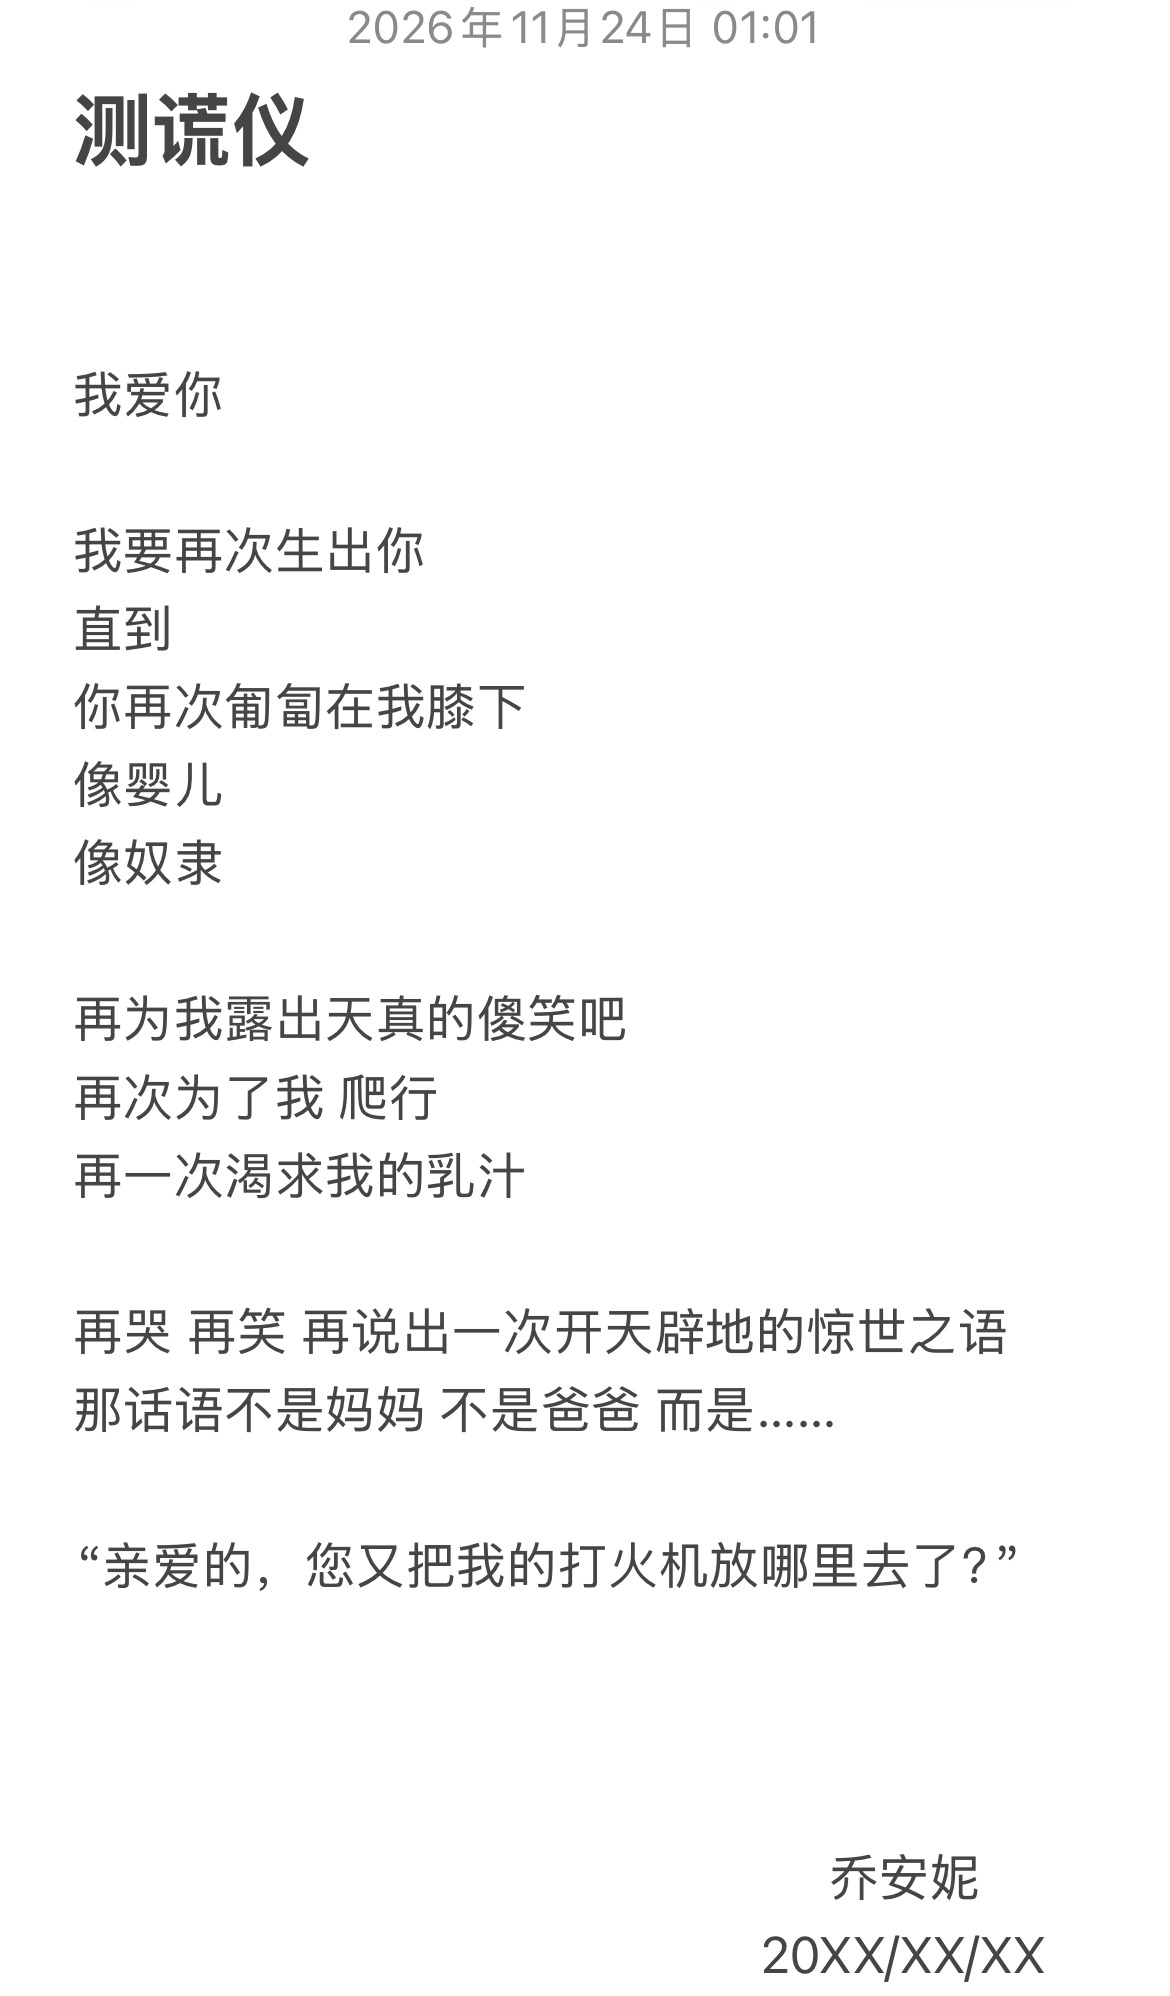 2026年11月24日 01:01
测谎仪
我爱你
我要再次生出你
直到
你再次匍匐在我膝下
像婴儿
像奴隶
再为我露出天真的傻笑吧
再次为了我 爬行
再一次渴求我的乳汁
再哭 再笑 再说出一次开天辟地的惊世之语
那话语不是妈妈 不是爸爸 而是……
“亲爱的，您又把我的打火机放哪里去了？”
乔安妮
20XX/XX/XX